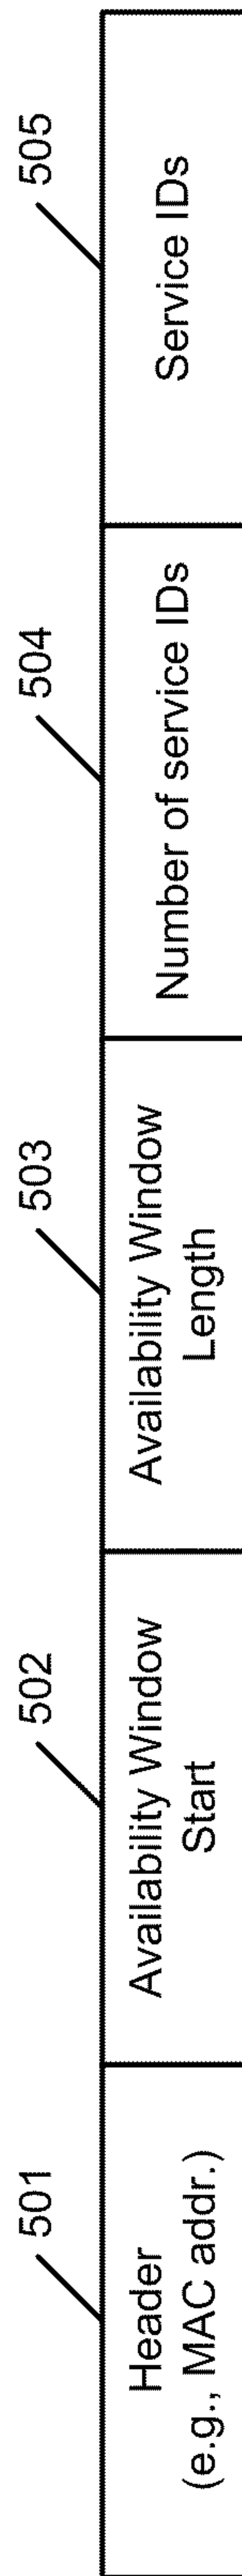 501
502
503
504
505
Header
(e.g., MAC addr.)
Availability Window
Start
Availability Window
Length
Number of service IDs
Service IDs